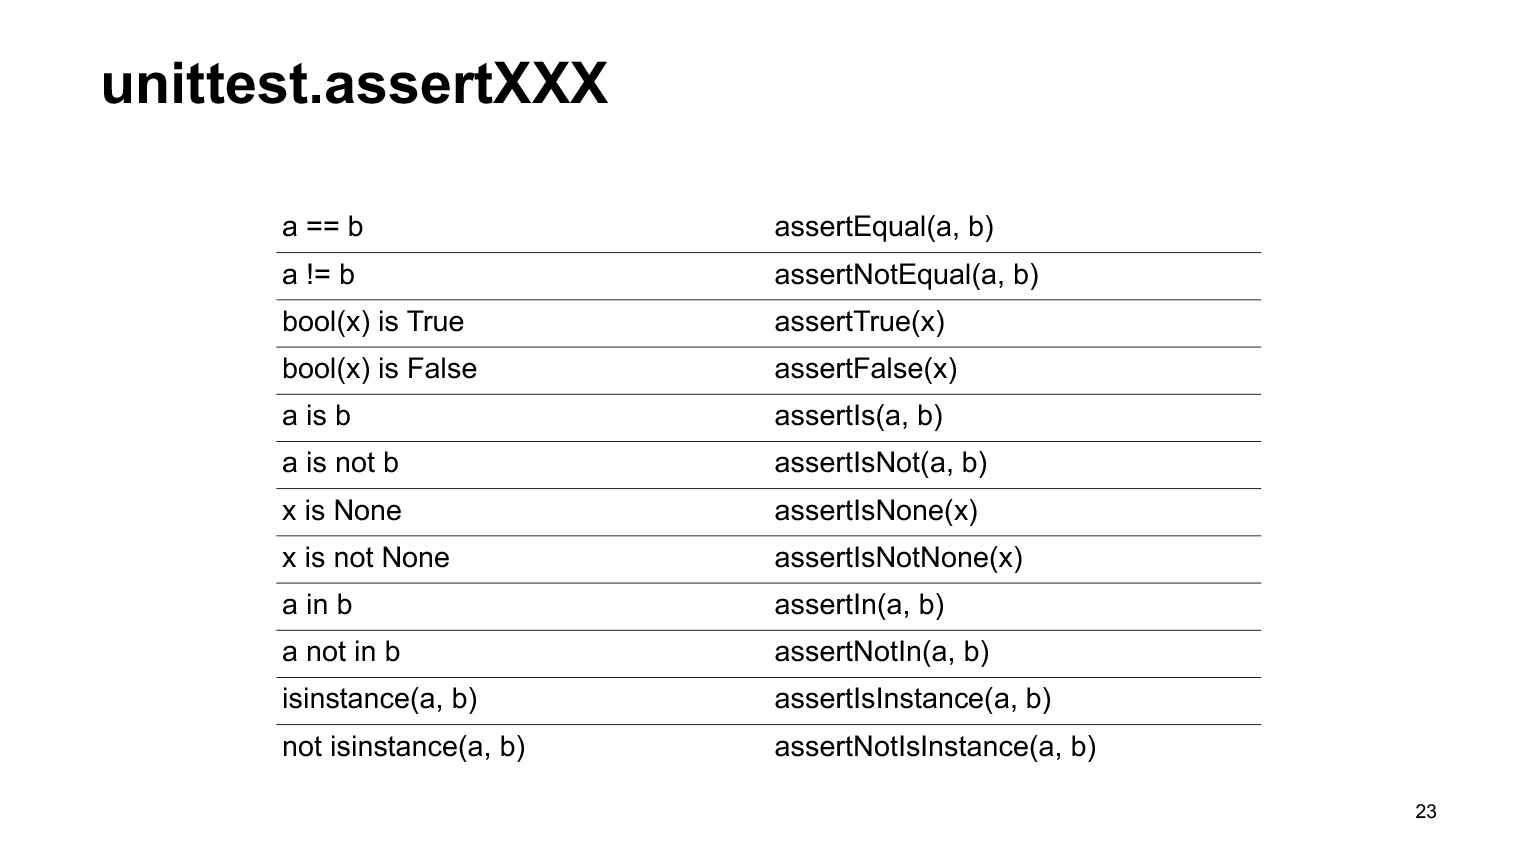 unittest.assertXXX
a == b assertEqual(a, b)
a != b assertNotEqual(a, b)
bool(x) is True assertTrue(x)
bool(x) is False assertFalse(x)
a is b assertIs(a, b)
a is not b assertIsNot(a, b)
x is None assertIsNone(x)
x is not None assertIsNotNone(x)
a in b assertIn(a, b)
a not in b assertNotIn(a, b)
isinstance(a, b) assertIsInstance(a, b)
not isinstance(a, b) assertNotIsInstance(a, b)
23